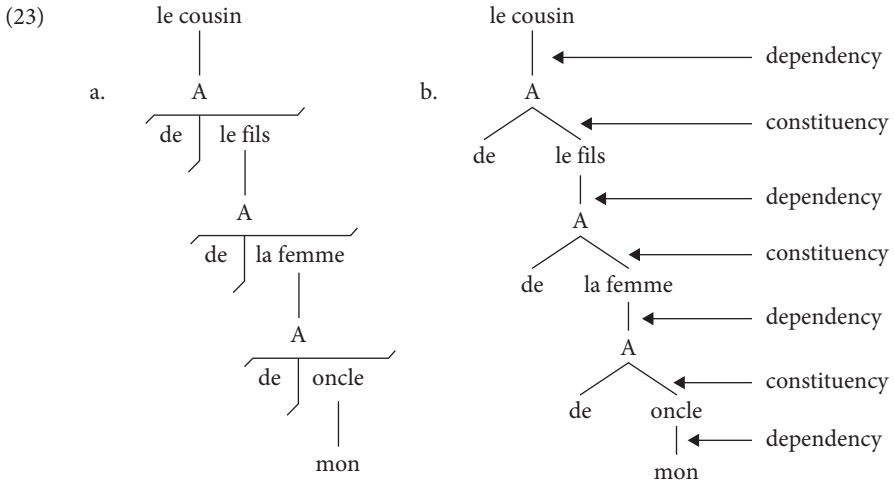 (23)
le cousin
le cousin
dependency
a.
A
b.
A
de
le fils
constituency
de
le fils
dependency
A
A
de
la femme
constituency
de
la femme
dependency
A
A
de
oncle
constituency
de
oncle
dependency
mon
mon